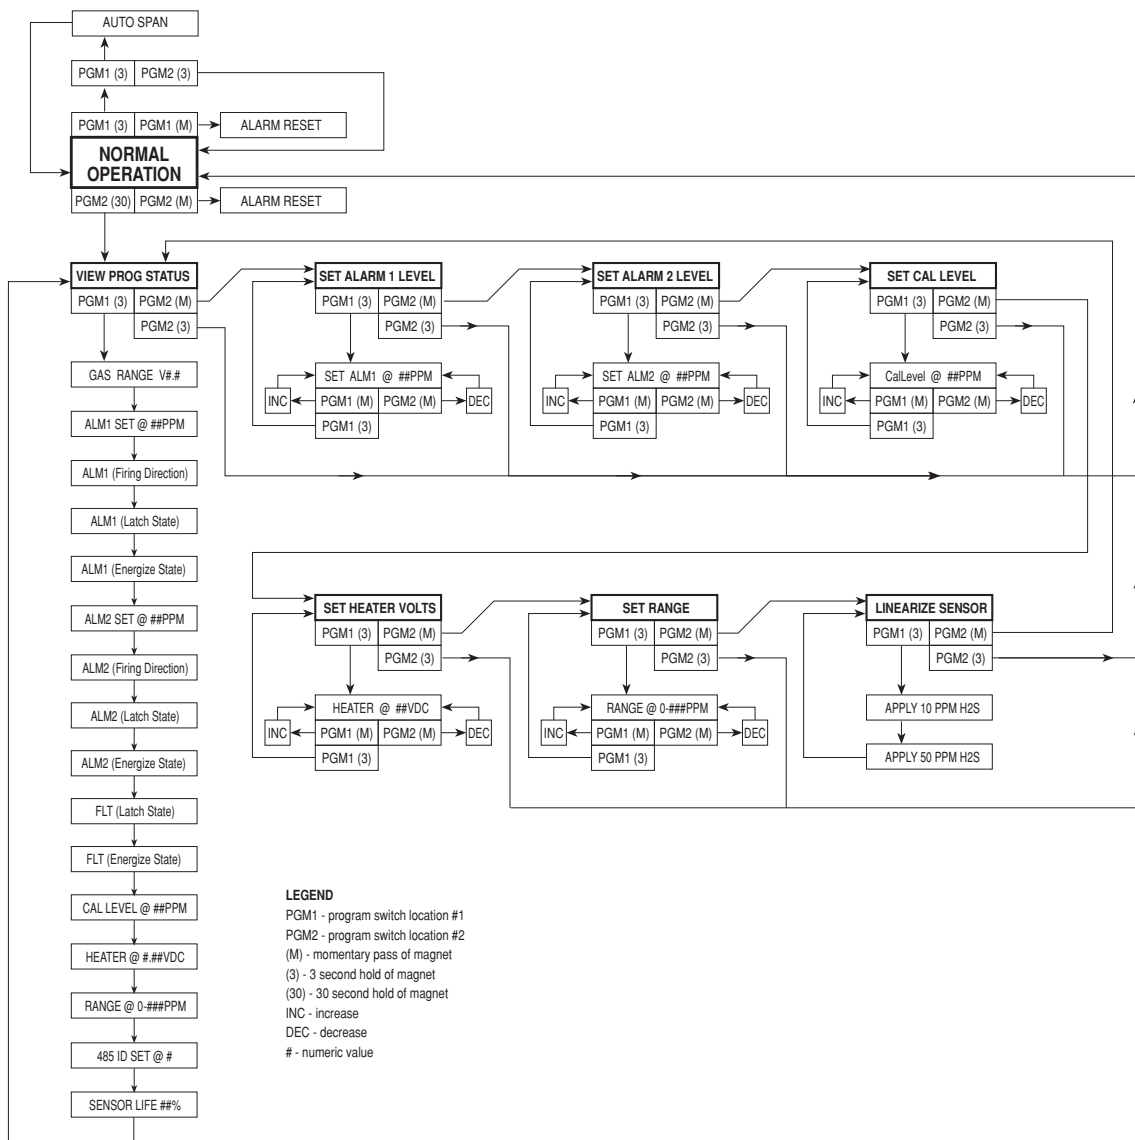 AUTO SPAN
PGM1 (3) PGM2 (3)
PGM1 (3) PGM1 (M) ALARM RESET
NORMAL
OPERATION
PGM2 (30) PGM2 (M) ALARM RESET
VIEW PROG STATUS
PGM1 (3) PGM2 (M)
PGM2 (3)
GAS RANGE V#.#
ALM1 SET @ ##PPM
ALM1 (Firing Direction)
ALM1 (Latch State)
ALM1 (Energize State)
ALM2 SET @ ##PPM
ALM2 (Firing Direction)
ALM2 (Latch State)
ALM2 (Energize State)
FLT (Latch State)
FLT (Energize State)
CAL LEVEL @ ##PPM
HEATER @ #.##VDC
RANGE @ 0-###PPM
485 ID SET @ #
SENSOR LIFE ##%
SET ALARM 1 LEVEL
PGM1 (3) PGM2 (M)
PGM2 (3)
SET ALM1 @ ##PPM
INC PGM1 (M) PGM2 (M) DEC
PGM1 (3)
SET ALARM 2 LEVEL
PGM1 (3) PGM2 (M)
PGM2 (3)
SET ALM2 @ ##PPM
INC PGM1 (M) PGM2 (M) DEC
PGM1 (3)
SET CAL LEVEL
PGM1 (3) PGM2 (M)
PGM2 (3)
CalLevel @ ##PPM
INC PGM1 (M) PGM2 (M) DEC
PGM1 (3)
SET HEATER VOLTS
PGM1 (3) PGM2 (M)
PGM2 (3)
HEATER @ ##VDC
INC PGM1 (M) PGM2 (M) DEC
PGM1 (3)
SET RANGE
PGM1 (3) PGM2 (M)
PGM2 (3)
RANGE @ 0-###PPM
INC PGM1 (M) PGM2 (M) DEC
PGM1 (3)
LINEARIZE SENSOR
PGM1 (3) PGM2 (M)
PGM2 (3)
APPLY 10 PPM H2S
APPLY 50 PPM H2S
LEGEND
PGM1 - program switch location #1
PGM2 - program switch location #2
(M) - momentary pass of magnet
(3) - 3 second hold of magnet
(30) - 30 second hold of magnet
INC - increase
DEC - decrease
# - numeric value